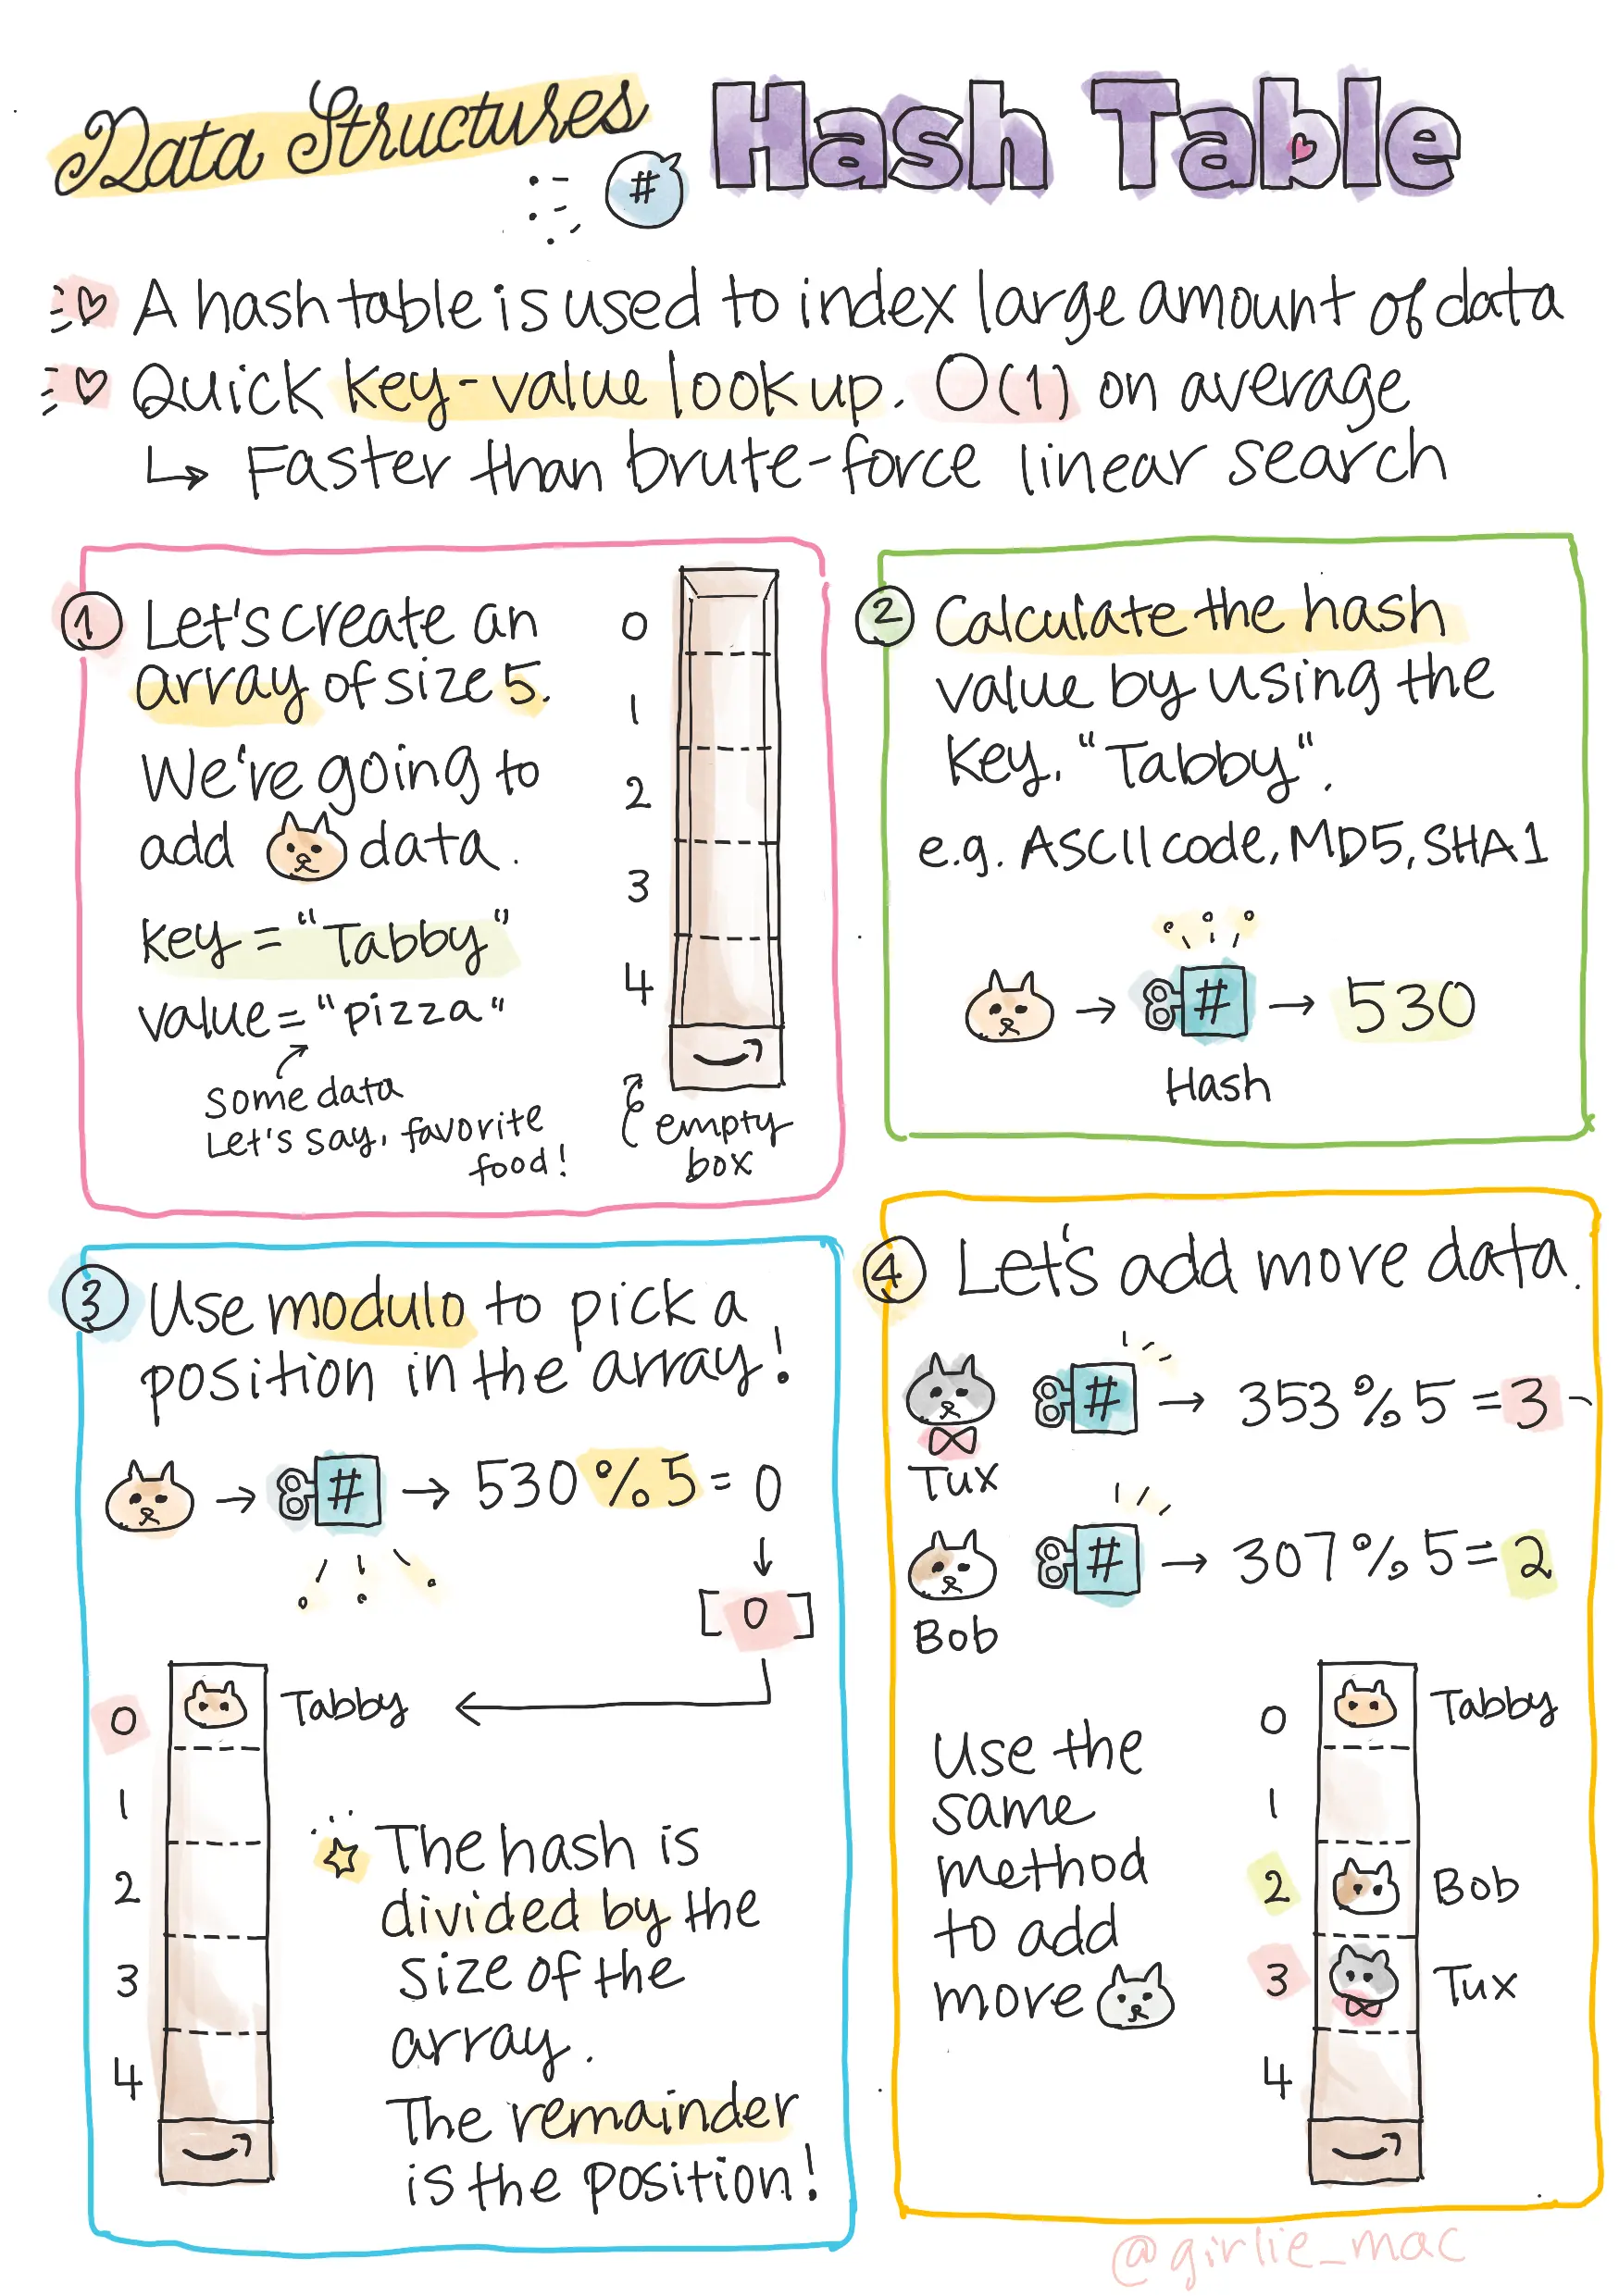 Data Structures
# Hash Table
A hash table is used to index large amount of data
Quick key-value look up. O(1) on average
↳ Faster than brute-force linear search
1 Let's create an
array of size 5.
We're going to
add data.
key = "Tabby"
value = "pizza"
some data
Let's say, favorite
food!
0
1
2
3
4
empty
box
2 Calculate the hash
value by using the
key, "Tabby".
e.g. ASCII code, MD5, SHA1
→ # → 530
Hash
3 Use modulo to pick a
position in the array!
→ # → 530 % 5 = 0
[0]
0 Tabby
1
2
3
4
The hash is
divided by the
size of the
array.
The remainder
is the position!
4 Let's add more data.
# → 353 % 5 = 3
Tux
# → 307 % 5 = 2
Bob
Use the
same
method
to add
more
0 Tabby
1
2 Bob
3 Tux
4
@girlie_mac